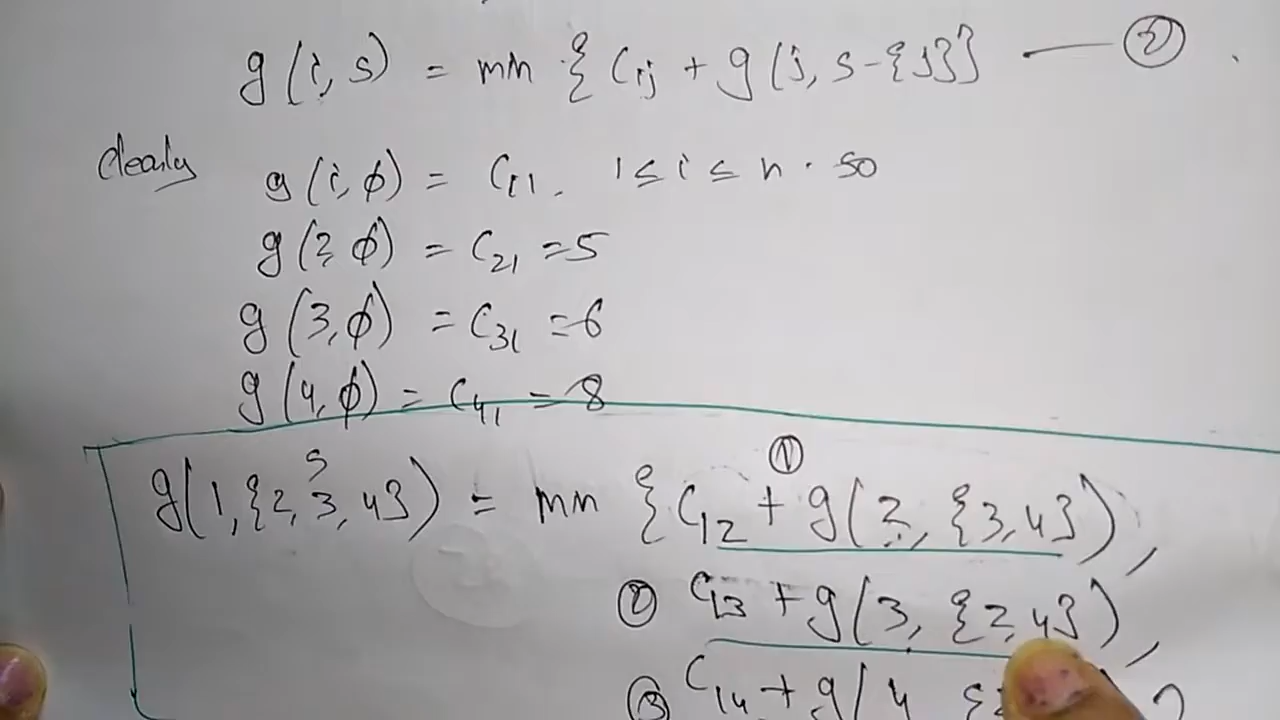 g(i, s) = min { Cij + g(j, s-{j}} — ②
clearly g(i, φ) = Ci1. 1 ≤ i ≤ n. so
g(2, φ) = C21 = 5
g(3, φ) = C31 = 6
g(4, φ) = C41 = 8
S ①
g(1, {2, 3, 4}) = min { C12 + g(2, {3, 4}),
② C13 + g(3, {2, 4}),
③ C14 + g(4, {2